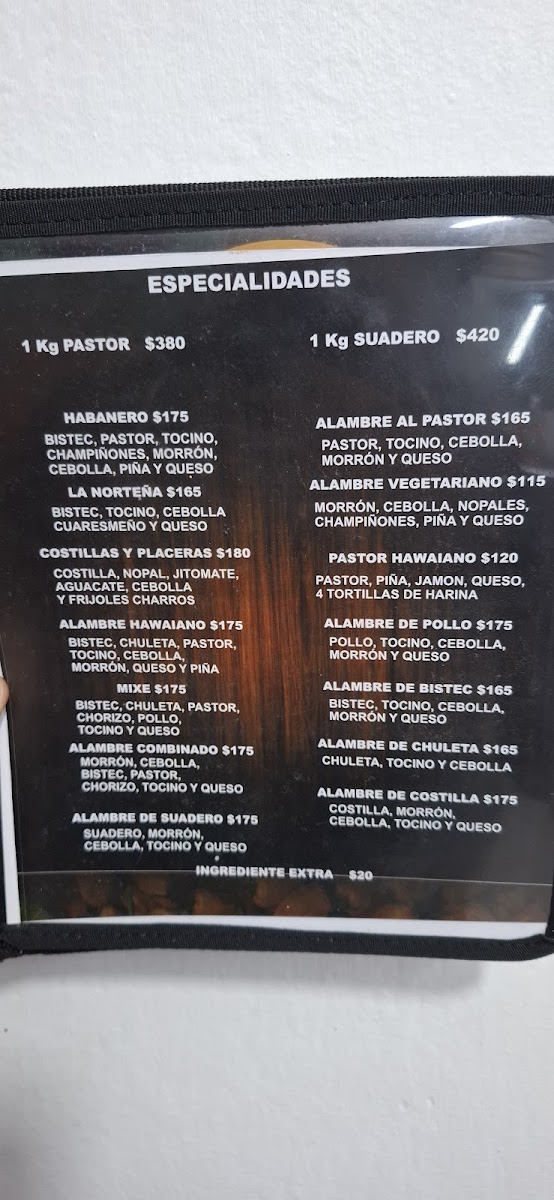 ESPECIALIDADES
1 Kg PASTOR $380
1 Kg SUADERO $420
HABANERO $175
BISTEC, PASTOR, TOCINO,
CHAMPIÑONES, MORRÓN,
CEBOLLA, PIÑA Y QUESO
LA NORTEÑA $165
BISTEC, TOCINO, CEBOLLA
CUARESMEÑO Y QUESO
COSTILLAS Y PLACERAS $180
COSTILLA, NOPAL, JITOMATE,
AGUACATE, CEBOLLA
Y FRIJOLES CHARROS
ALAMBRE HAWAIANO $175
BISTEC, CHULETA, PASTOR,
TOCINO, CEBOLLA,
MORRÓN, QUESO Y PIÑA
MIXE $175
BISTEC, CHULETA, PASTOR,
CHORIZO, POLLO,
TOCINO Y QUESO
ALAMBRE COMBINADO $175
MORRÓN, CEBOLLA,
BISTEC, PASTOR,
CHORIZO, TOCINO Y QUESO
ALAMBRE DE SUADERO $175
SUADERO, MORRÓN,
CEBOLLA, TOCINO Y QUESO
ALAMBRE AL PASTOR $165
PASTOR, TOCINO, CEBOLLA,
MORRÓN Y QUESO
ALAMBRE VEGETARIANO $115
MORRÓN, CEBOLLA, NOPALES,
CHAMPIÑONES, PIÑA Y QUESO
PASTOR HAWAIANO $120
PASTOR, PIÑA, JAMON, QUESO,
4 TORTILLAS DE HARINA
ALAMBRE DE POLLO $175
POLLO, TOCINO, CEBOLLA,
MORRÓN Y QUESO
ALAMBRE DE BISTEC $165
BISTEC, TOCINO, CEBOLLA,
MORRÓN Y QUESO
ALAMBRE DE CHULETA $165
CHULETA, TOCINO Y CEBOLLA
ALAMBRE DE COSTILLA $175
COSTILLA, MORRÓN,
CEBOLLA, TOCINO Y QUESO
INGREDIENTE EXTRA $20